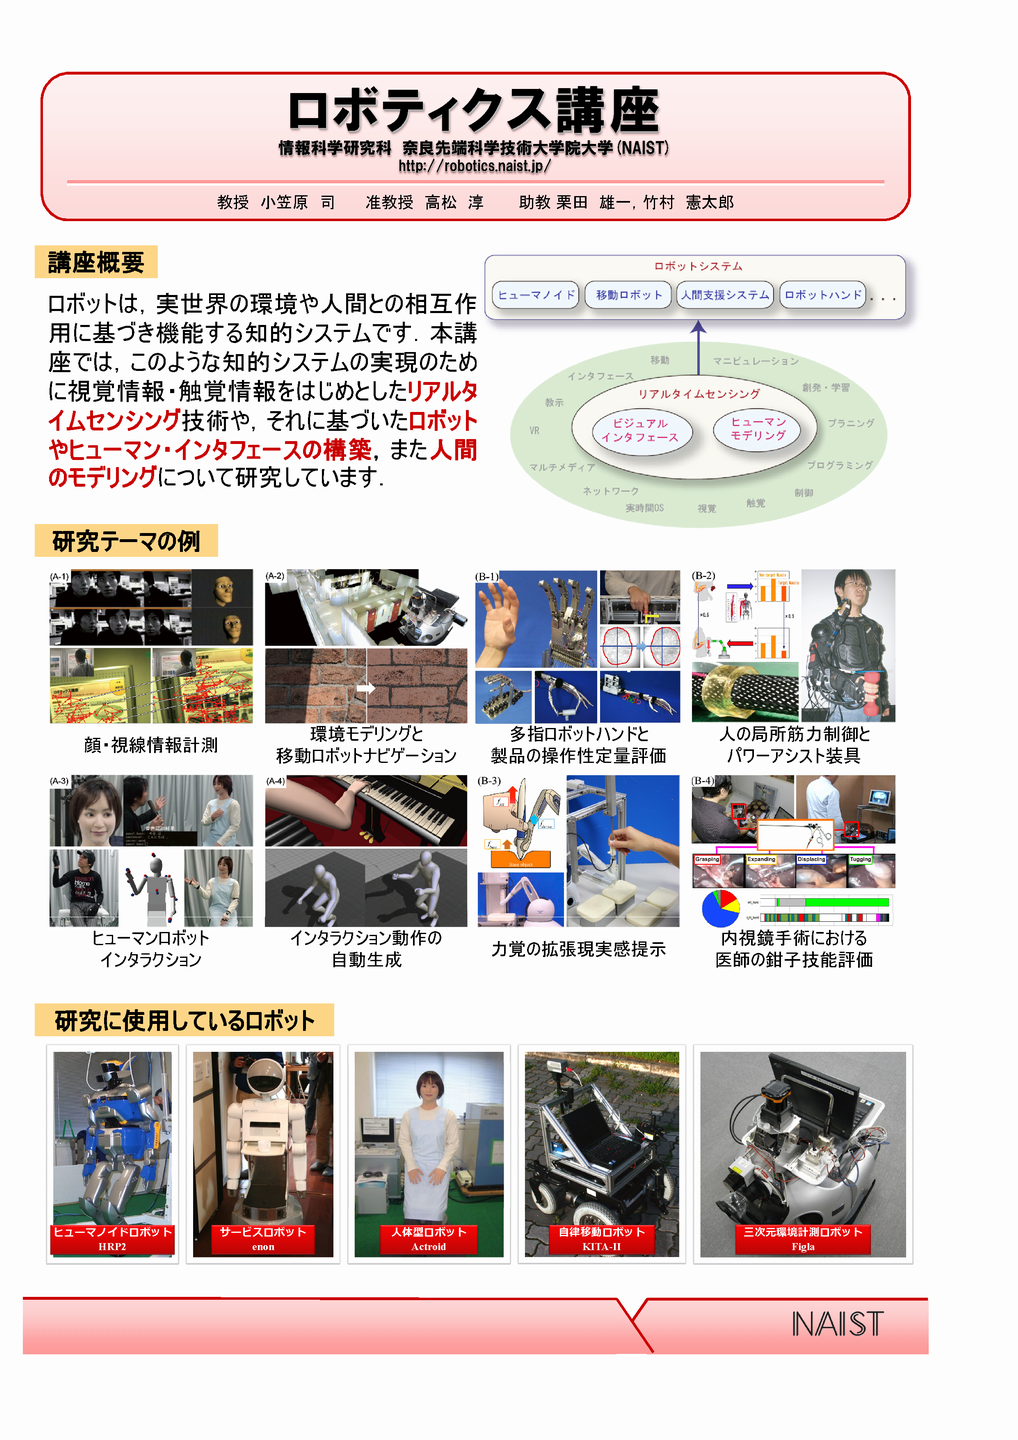 ロボティクス講座
情報科学研究科 奈良先端科学技術大学院大学(NAIST)
http://robotics.naist.jp/
教授 小笠原 司 准教授 高松 淳 助教 栗田 雄一, 竹村 憲太郎
講座概要
ロボットは, 実世界の環境や人間との相互作
用に基づき機能する知的システムです. 本講
座では, このような知的システムの実現のため
に視覚情報・触覚情報をはじめとしたリアルタ
イムセンシング技術や, それに基づいたロボット
やヒューマン・インタフェースの構築, また人間
のモデリングについて研究しています.
ロボットシステム
ヒューマノイド 移動ロボット 人間支援システム ロボットハンド ...
移動 マニピュレーション
インタフェース 創発・学習
リアルタイムセンシング
教示
VR プラニング
ビジュアル
インタフェース
ヒューマン
モデリング
マルチメディア プログラミング
ネットワーク 制御
実時間OS 視覚 触覚
研究テーマの例
(A-1)
顔・視線情報計測
(A-2)
環境モデリングと
移動ロボットナビゲーション
(B-1)
多指ロボットハンドと
製品の操作性定量評価
(B-2)
人の局所筋力制御と
パワーアシスト装具
(A-3)
ヒューマンロボット
インタラクション
(A-4)
インタラクション動作の
自動生成
(B-3)
力覚の拡張現実感提示
(B-4)
Grasping Expanding Displacing Tugging
内視鏡手術における
医師の鉗子技能評価
研究に使用しているロボット
ヒューマノイドロボット
HRP2
サービスロボット
enon
人体型ロボット
Actroid
自律移動ロボット
KITA-II
三次元環境計測ロボット
Figla
NAIST